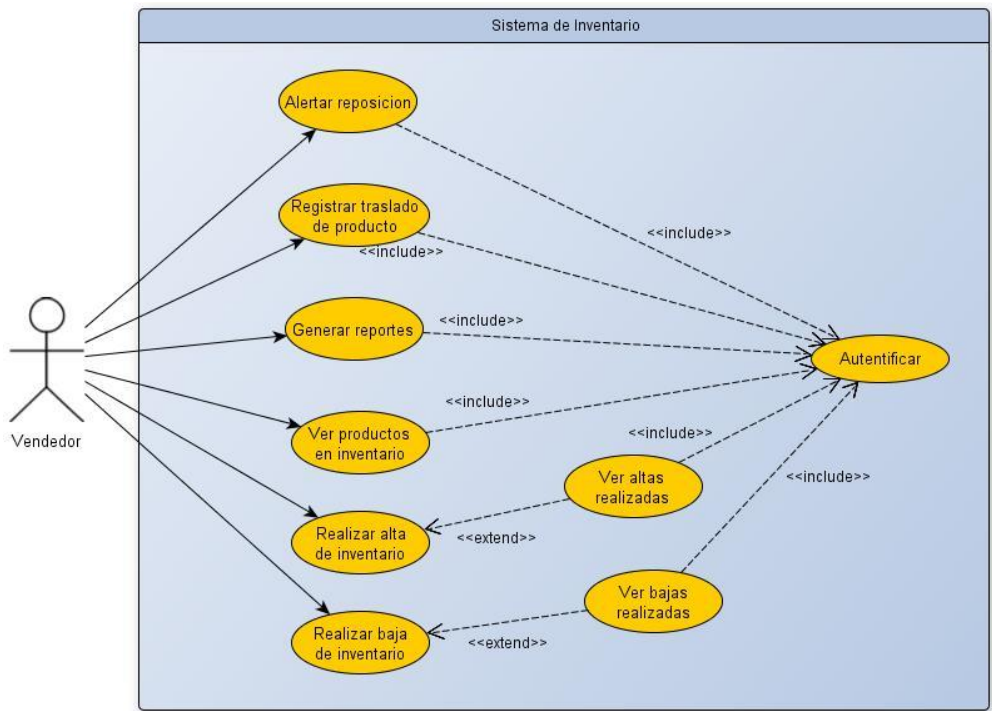 Sistema de Inventario
Alertar reposicion
Registrar traslado
de producto
<<include>>
<<include>>
Generar reportes
<<include>>
Autentificar
Vendedor
Ver productos
en inventario
<<include>>
<<include>>
Ver altas
realizadas
<<include>>
Realizar alta
de inventario
<<extend>>
Ver bajas
realizadas
Realizar baja
de inventario
<<extend>>